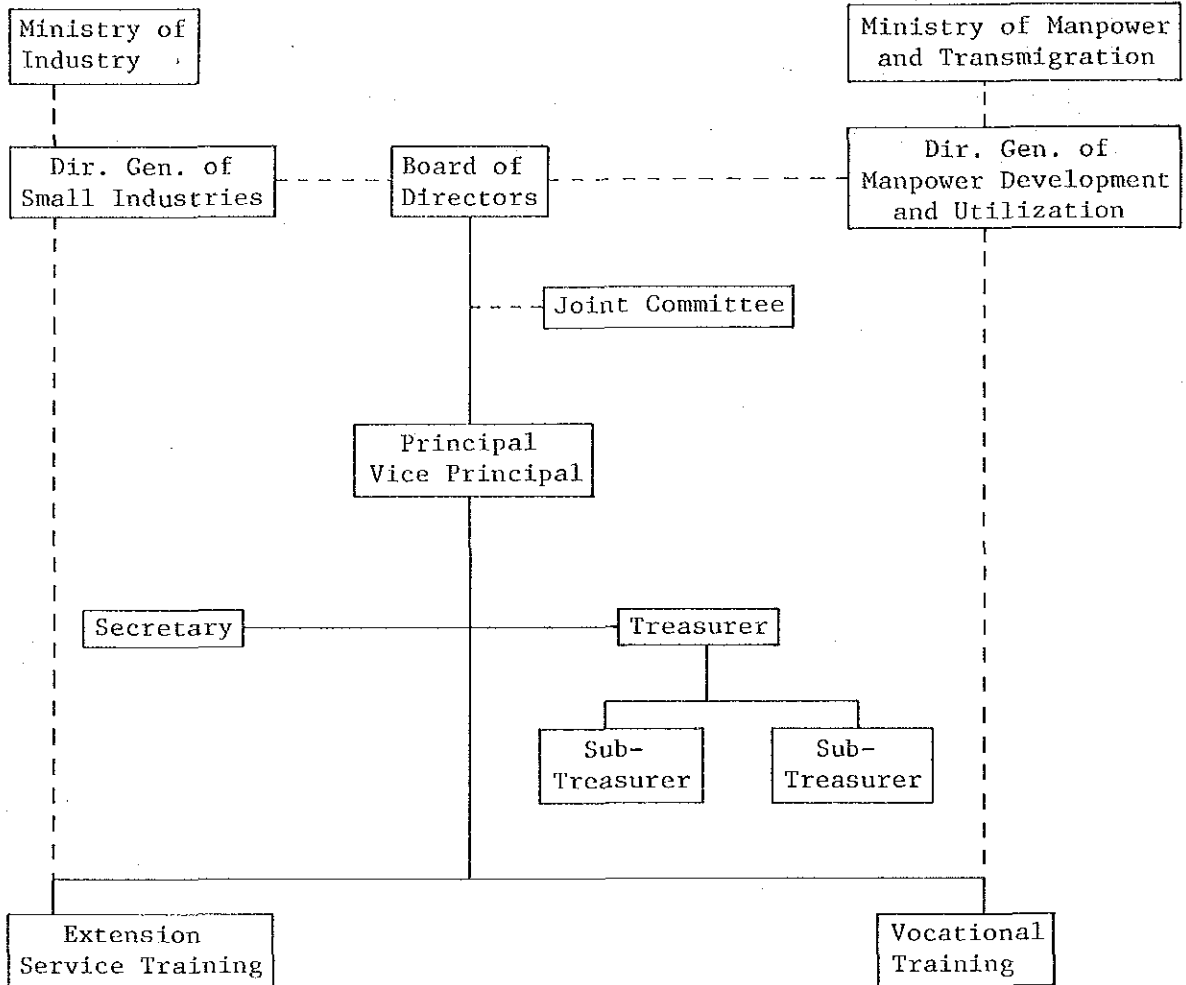 Ministry of
Industry
Ministry of Manpower
and Transmigration
Dir. Gen. of
Small Industries
Board of
Directors
Dir. Gen. of
Manpower Development
and Utilization
Joint Committee
Principal
Vice Principal
Secretary
Treasurer
Sub-
Treasurer
Sub-
Treasurer
Extension
Service Training
Vocational
Training